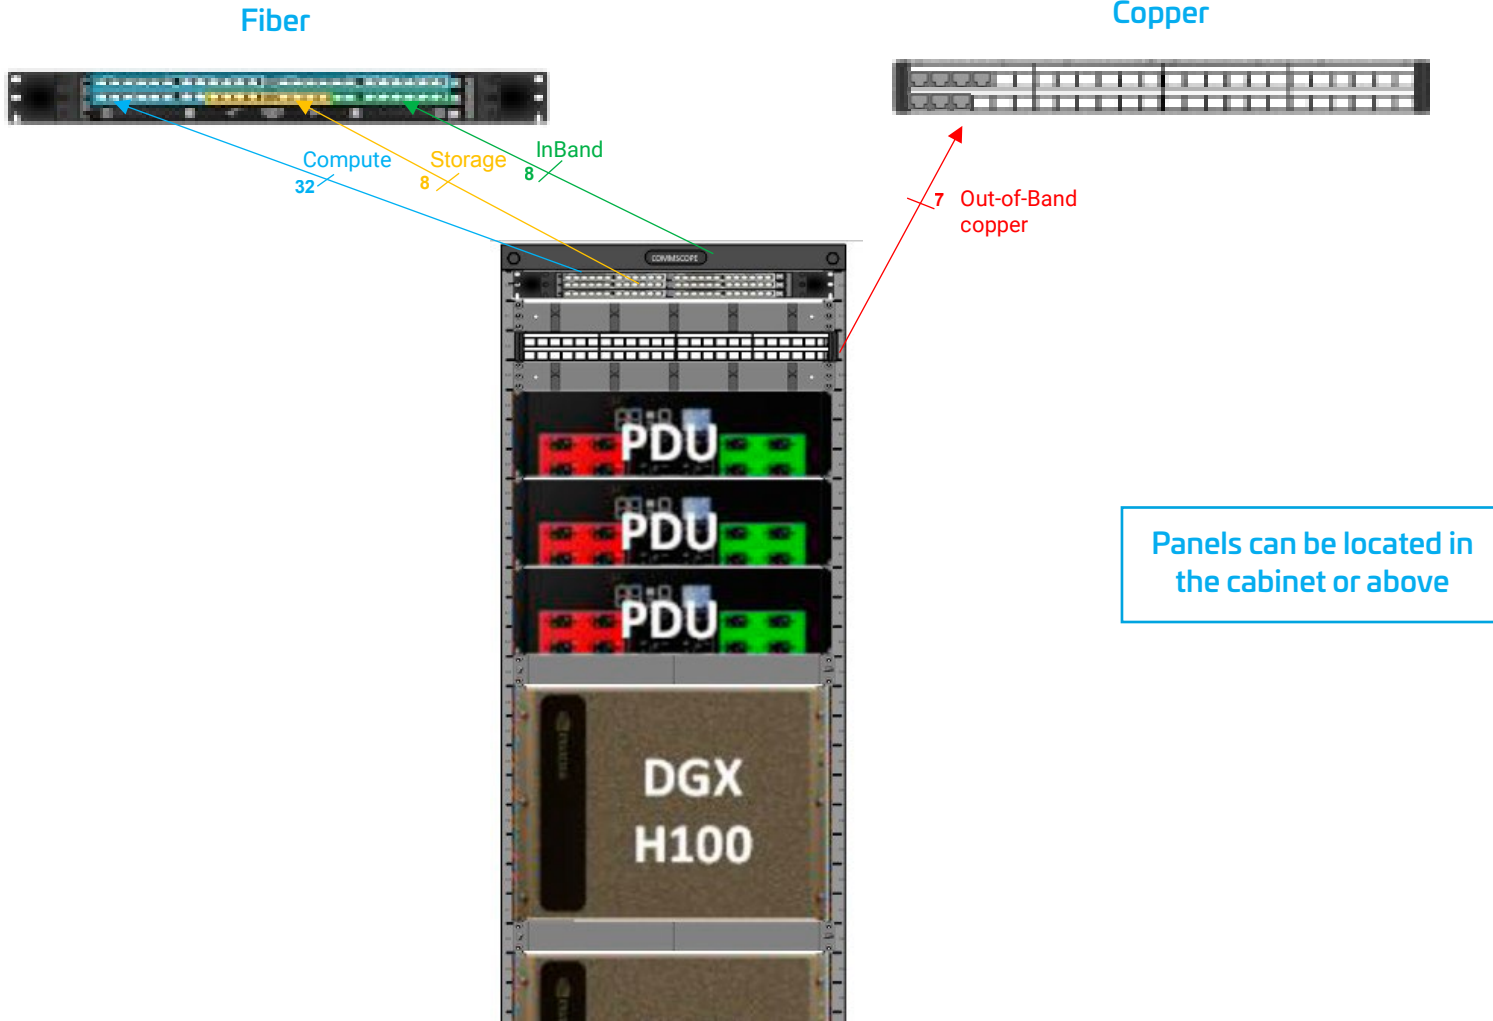 Fiber
Copper
Compute
32
Storage
8
InBand
8
7 Out-of-Band
copper
COMMSCOPE
PDU
PDU
PDU
Panels can be located in
the cabinet or above
DGX
H100